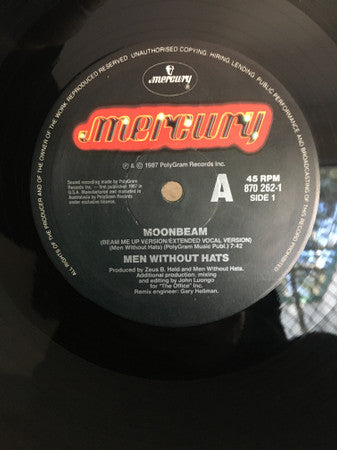 ALL RIGHTS OF THE PRODUCER AND OF THE OWNER OF THE WORK REPRODUCED RESERVED. UNAUTHORISED COPYING, HIRING, LENDING, PUBLIC PERFORMANCE AND BROADCASTING OF THIS RECORD PROHIBITED
mercury
®
mercury
℗ & © 1987 PolyGram Records Inc.
Sound recording made by PolyGram
Records Inc. — first published 1987 in
U.S.A. Manufactured and marketed in
Australasia by Polygram Records
under exclusive licence.
A
45 RPM
870 262-1
SIDE 1
MOONBEAM
(BEAM ME UP VERSION/EXTENDED VOCAL VERSION)
(Men Without Hats) (PolyGram Music Publ.) 7:42
MEN WITHOUT HATS
Produced by Zeus B. Held and Men Without Hats.
Additional production, mixing
and editing by John Luongo
for "The Office" Inc.
Remix engineer: Gary Hellman.